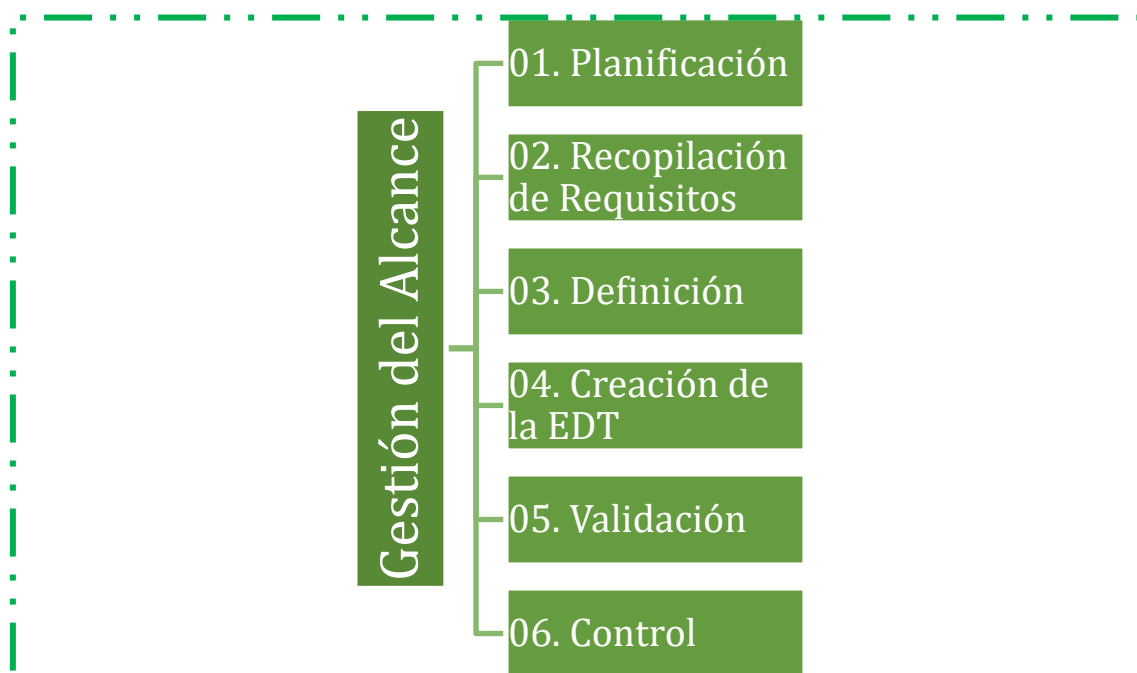 Gestión del Alcance
01. Planificación
02. Recopilación
de Requisitos
03. Definición
04. Creación de
la EDT
05. Validación
06. Control